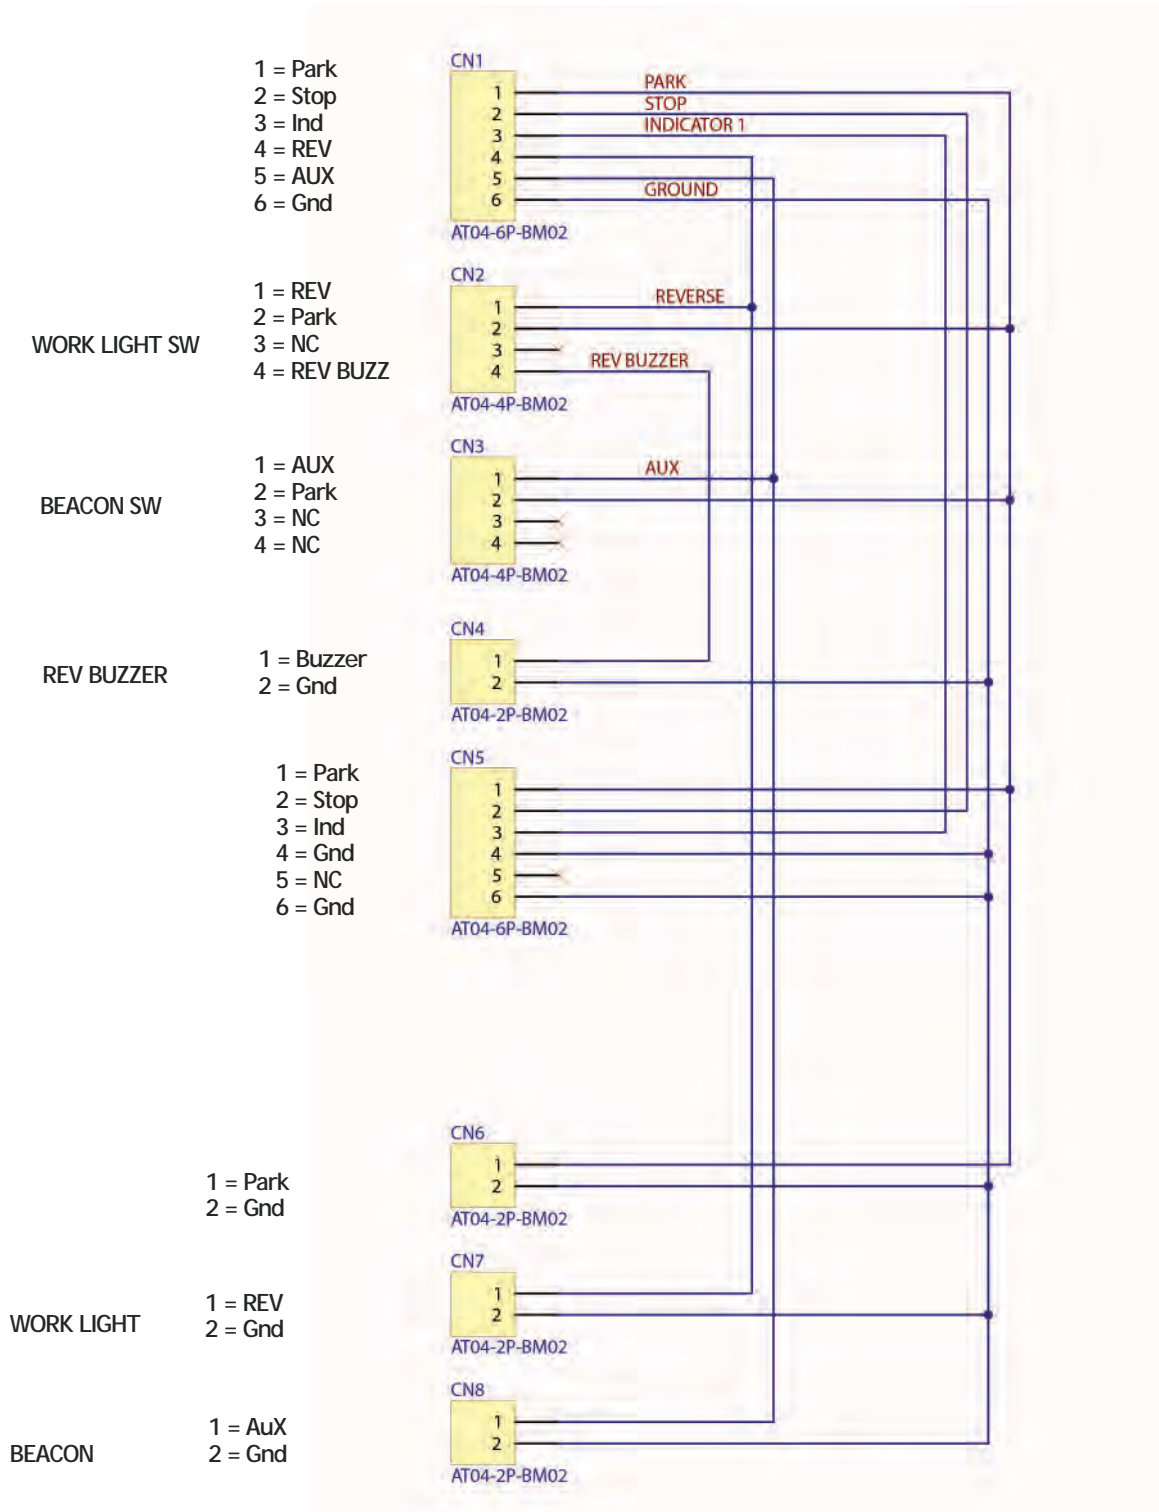 1 = Park
2 = Stop
3 = Ind
4 = REV
5 = AUX
6 = Gnd
CN1
1
2
3
4
5
6
PARK
STOP
INDICATOR 1
GROUND
AT04-6P-BM02
WORK LIGHT SW
1 = REV
2 = Park
3 = NC
4 = REV BUZZ
CN2
1
2
3
4
REVERSE
REV BUZZER
AT04-4P-BM02
BEACON SW
1 = AUX
2 = Park
3 = NC
4 = NC
CN3
1
2
3
4
AUX
AT04-4P-BM02
REV BUZZER
1 = Buzzer
2 = Gnd
CN4
1
2
AT04-2P-BM02
1 = Park
2 = Stop
3 = Ind
4 = Gnd
5 = NC
6 = Gnd
CN5
1
2
3
4
5
6
AT04-6P-BM02
1 = Park
2 = Gnd
CN6
1
2
AT04-2P-BM02
WORK LIGHT
1 = REV
2 = Gnd
CN7
1
2
AT04-2P-BM02
BEACON
1 = AuX
2 = Gnd
CN8
1
2
AT04-2P-BM02